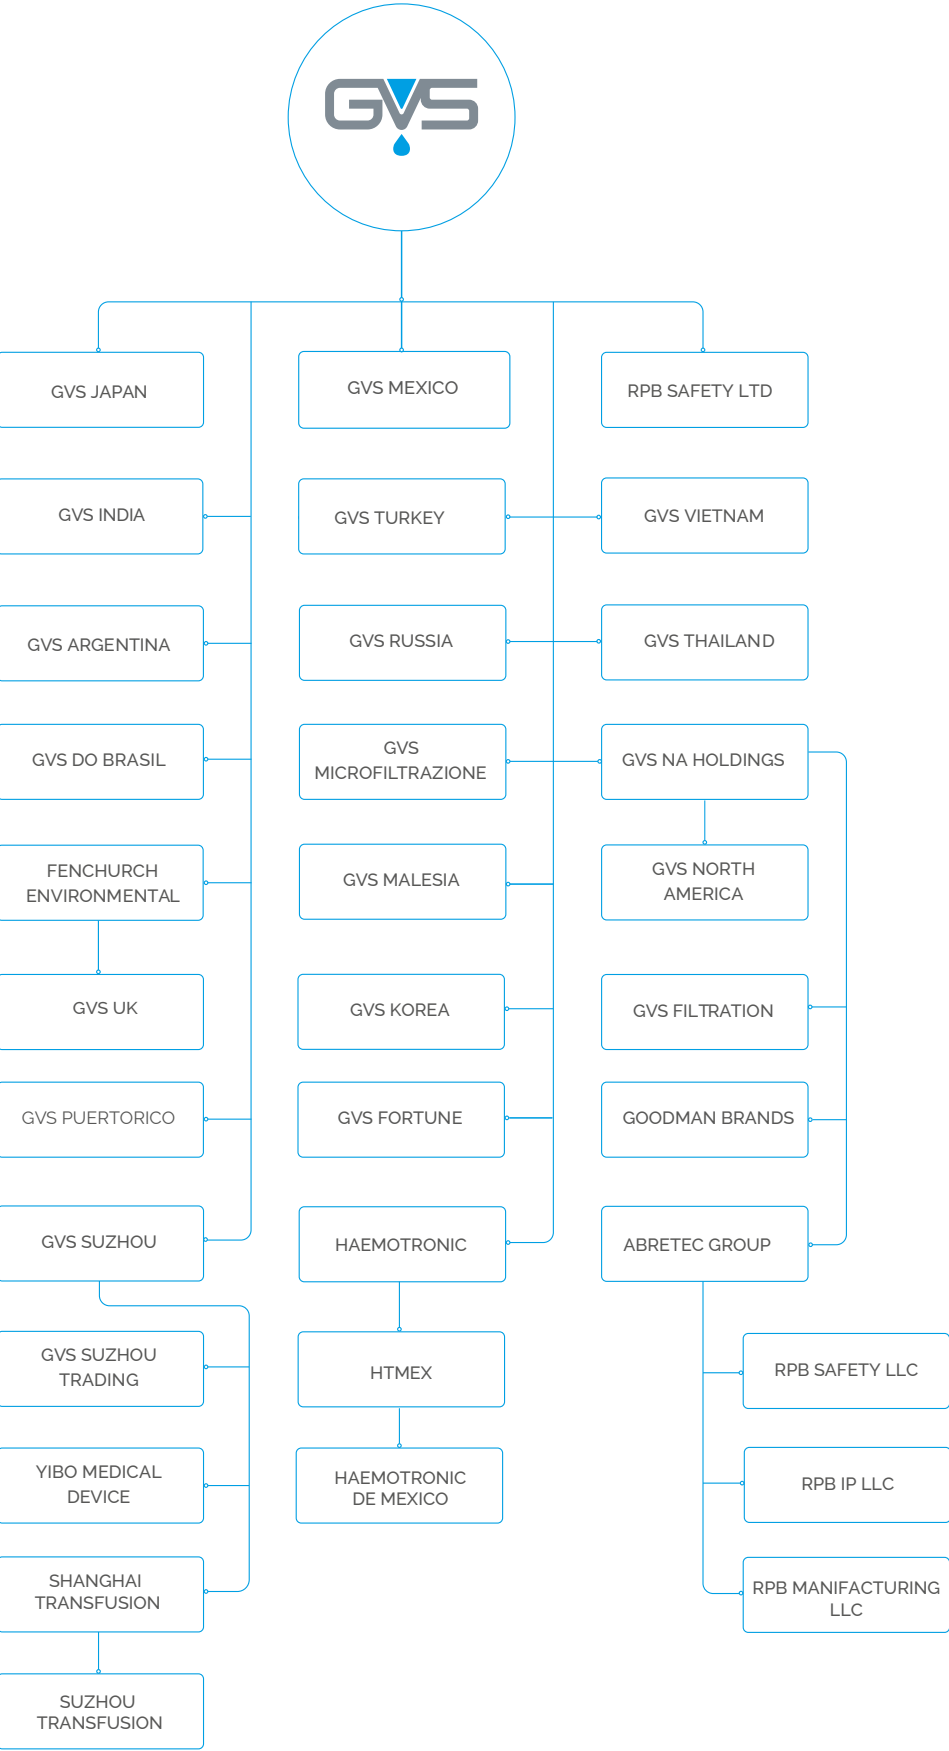 GVS
GVS JAPAN
GVS MEXICO
RPB SAFETY LTD
GVS INDIA
GVS TURKEY
GVS VIETNAM
GVS ARGENTINA
GVS RUSSIA
GVS THAILAND
GVS DO BRASIL
GVS
MICROFILTRAZIONE
GVS NA HOLDINGS
FENCHURCH
ENVIRONMENTAL
GVS MALESIA
GVS NORTH
AMERICA
GVS UK
GVS KOREA
GVS FILTRATION
GVS PUERTORICO
GVS FORTUNE
GOODMAN BRANDS
GVS SUZHOU
HAEMOTRONIC
ABRETEC GROUP
GVS SUZHOU
TRADING
HTMEX
RPB SAFETY LLC
YIBO MEDICAL
DEVICE
HAEMOTRONIC
DE MEXICO
RPB IP LLC
SHANGHAI
TRANSFUSION
RPB MANIFACTURING
LLC
SUZHOU
TRANSFUSION